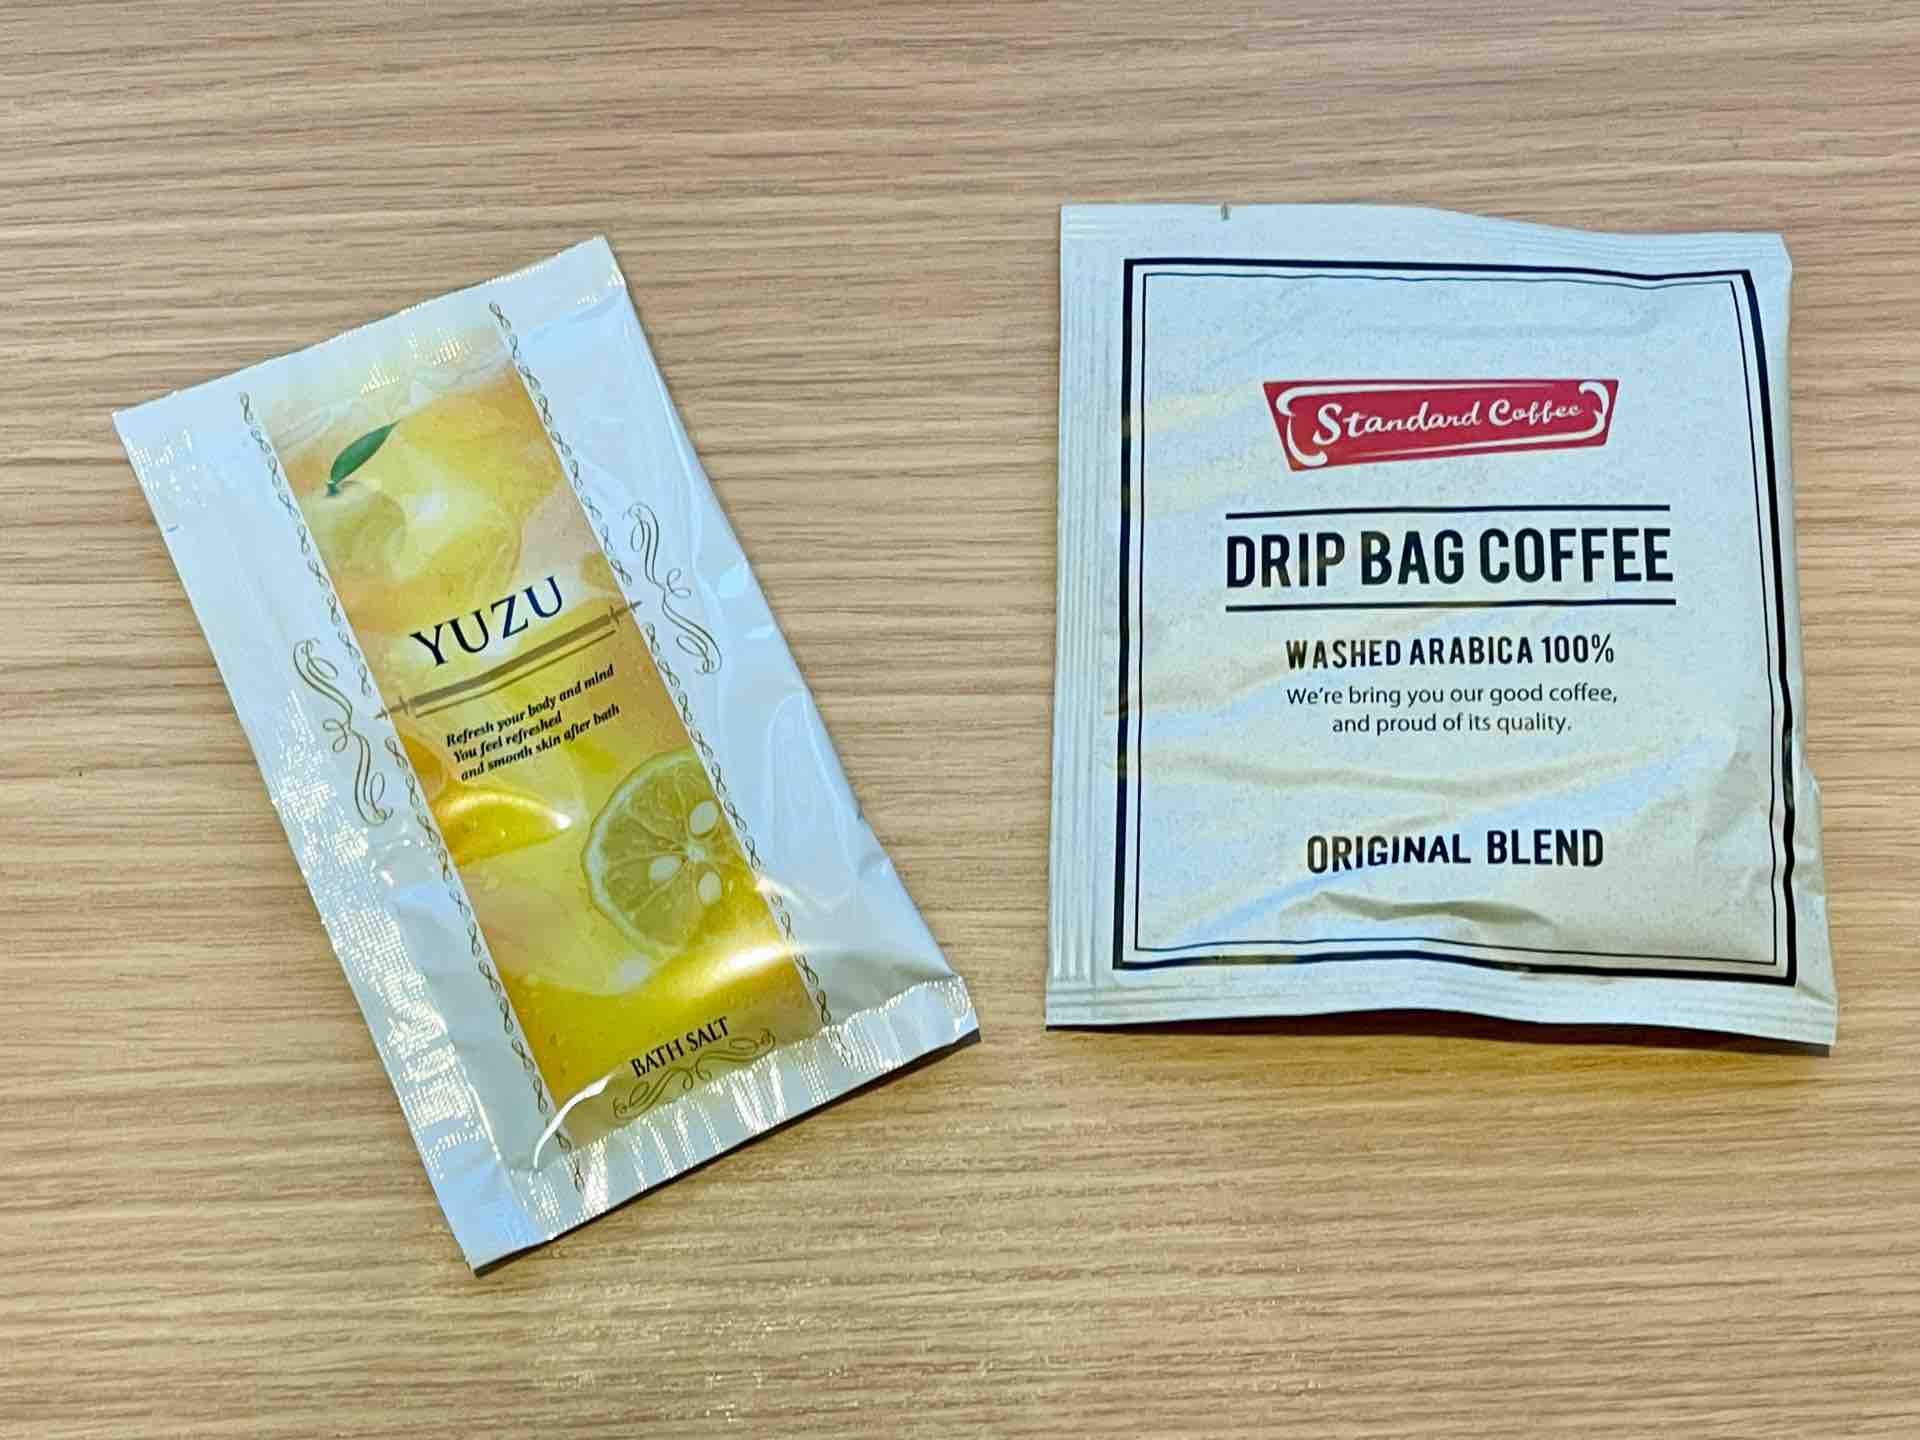 YUZU
Refresh your body and mind
You feel refreshed
and smooth skin after bath
BATH SALT
Standard Coffee
DRIP BAG COFFEE
WASHED ARABICA 100%
We're bring you our good coffee,
and proud of its quality.
ORIGINAL BLEND